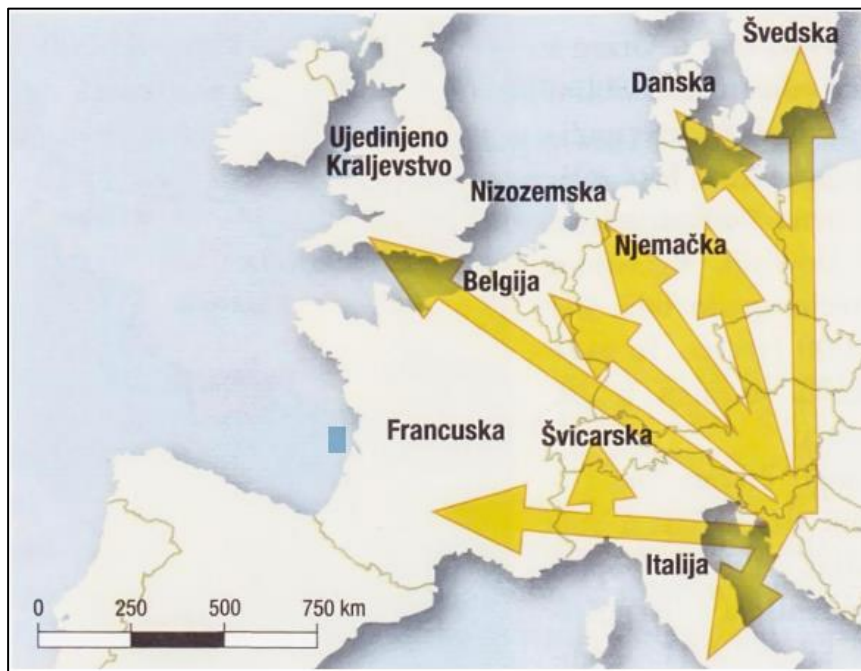 Švedska
Danska
Ujedinjeno
Kraljevstvo
Nizozemska
Njemačka
Belgija
Francuska
Švicarska
Italija
0 250 500 750 km